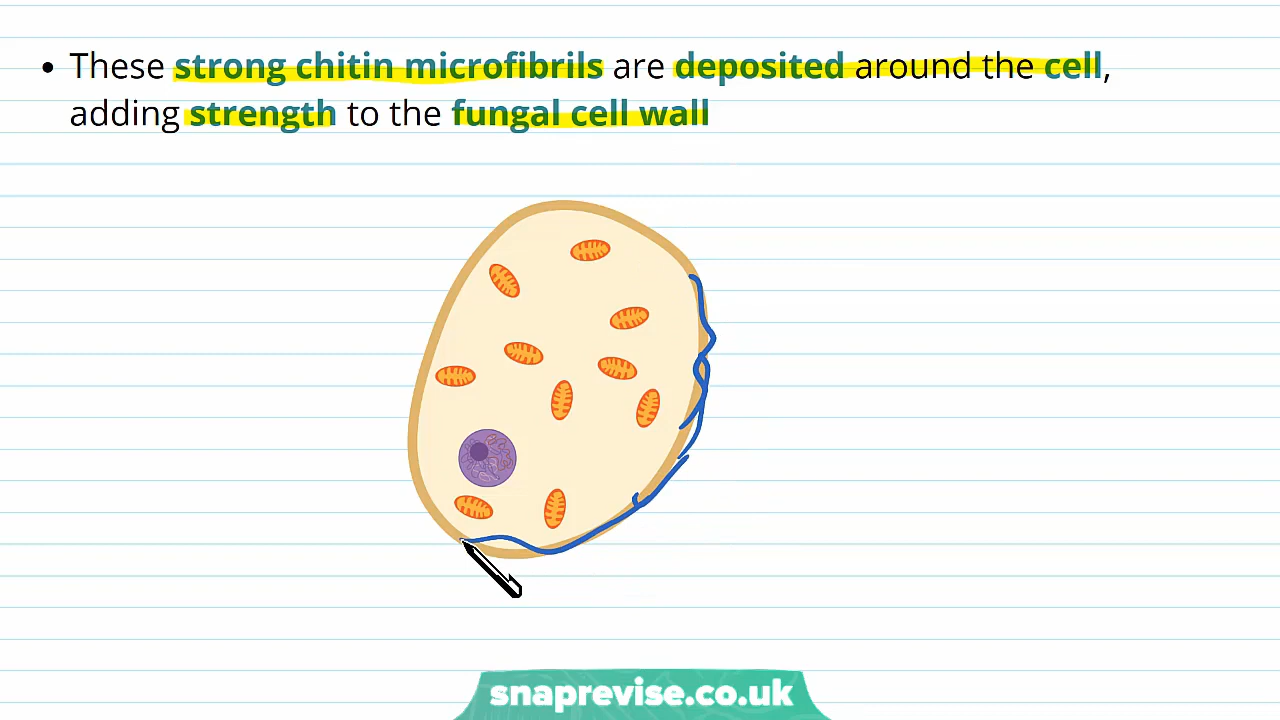 • These strong chitin microfibrils are deposited around the cell,
adding strength to the fungal cell wall
snaprevise.co.uk